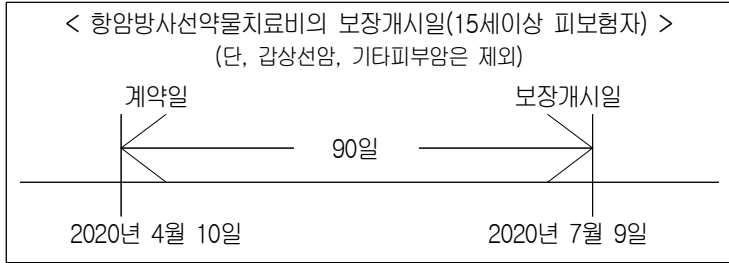 < 항암방사선약물치료비의 보장개시일(15세이상 피보험자) >
(단, 갑상선암, 기타피부암은 제외)
계약일 보장개시일
90일
2020년 4월 10일 2020년 7월 9일